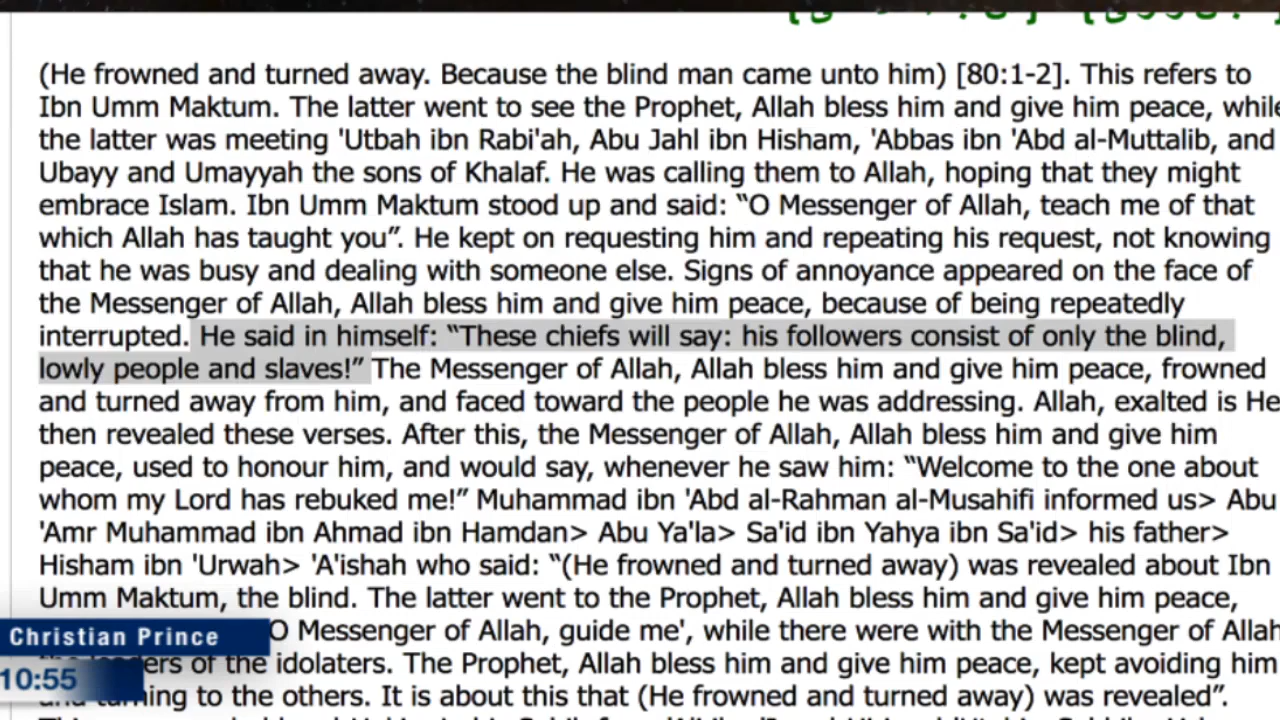 (He frowned and turned away. Because the blind man came unto him) [80:1-2]. This refers to
Ibn Umm Maktum. The latter went to see the Prophet, Allah bless him and give him peace, while
the latter was meeting 'Utbah ibn Rabi'ah, Abu Jahl ibn Hisham, 'Abbas ibn 'Abd al-Muttalib, and
Ubayy and Umayyah the sons of Khalaf. He was calling them to Allah, hoping that they might
embrace Islam. Ibn Umm Maktum stood up and said: “O Messenger of Allah, teach me of that
which Allah has taught you”. He kept on requesting him and repeating his request, not knowing
that he was busy and dealing with someone else. Signs of annoyance appeared on the face of
the Messenger of Allah, Allah bless him and give him peace, because of being repeatedly
interrupted. He said in himself: “These chiefs will say: his followers consist of only the blind,
lowly people and slaves!” The Messenger of Allah, Allah bless him and give him peace, frowned
and turned away from him, and faced toward the people he was addressing. Allah, exalted is He
then revealed these verses. After this, the Messenger of Allah, Allah bless him and give him
peace, used to honour him, and would say, whenever he saw him: “Welcome to the one about
whom my Lord has rebuked me!” Muhammad ibn 'Abd al-Rahman al-Musahifi informed us> Abu
'Amr Muhammad ibn Ahmad ibn Hamdan> Abu Ya'la> Sa'id ibn Yahya ibn Sa'id> his father>
Hisham ibn 'Urwah> 'A'ishah who said: “(He frowned and turned away) was revealed about Ibn
Umm Maktum, the blind. The latter went to the Prophet, Allah bless him and give him peace,
O Messenger of Allah, guide me', while there were with the Messenger of Allah
of the idolaters. The Prophet, Allah bless him and give him peace, kept avoiding him
to the others. It is about this that (He frowned and turned away) was revealed”.
Christian Prince
10:55